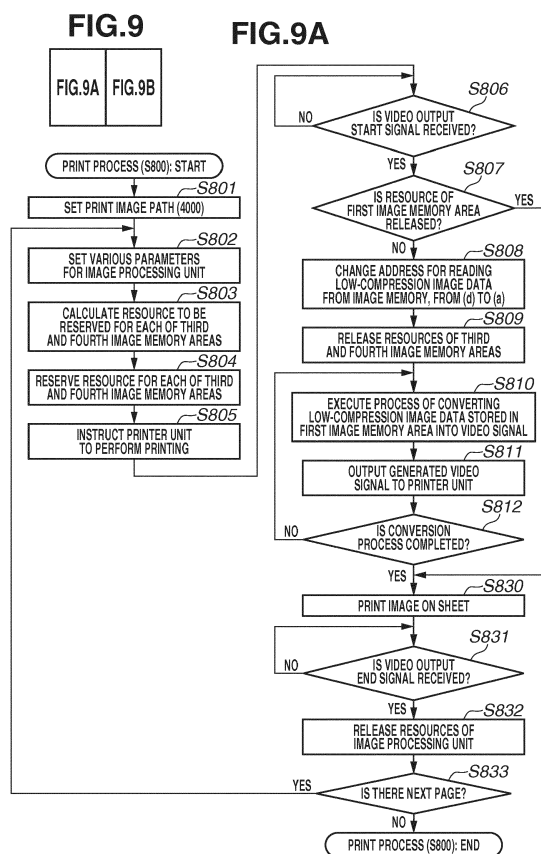 FIG.9
FIG.9A FIG.9B
FIG.9A
PRINT PROCESS (S800): START
S801
SET PRINT IMAGE PATH (4000)
S802
SET VARIOUS PARAMETERS
FOR IMAGE PROCESSING UNIT
S803
CALCULATE RESOURCE TO BE
RESERVED FOR EACH OF THIRD
AND FOURTH IMAGE MEMORY AREAS
S804
RESERVE RESOURCE FOR EACH OF THIRD
AND FOURTH IMAGE MEMORY AREAS
S805
INSTRUCT PRINTER UNIT
TO PERFORM PRINTING
S806
IS VIDEO OUTPUT
START SIGNAL RECEIVED?
NO
YES
S807
IS RESOURCE OF
FIRST IMAGE MEMORY AREA
RELEASED?
YES
NO
S808
CHANGE ADDRESS FOR READING
LOW-COMPRESSION IMAGE DATA
FROM IMAGE MEMORY, FROM (d) TO (a)
S809
RELEASE RESOURCES OF THIRD
AND FOURTH IMAGE MEMORY AREAS
S810
EXECUTE PROCESS OF CONVERTING
LOW-COMPRESSION IMAGE DATA STORED IN
FIRST IMAGE MEMORY AREA INTO VIDEO SIGNAL
S811
OUTPUT GENERATED VIDEO
SIGNAL TO PRINTER UNIT
S812
IS CONVERSION
PROCESS COMPLETED?
NO
YES
S830
PRINT IMAGE ON SHEET
S831
IS VIDEO OUTPUT
END SIGNAL RECEIVED?
NO
YES
S832
RELEASE RESOURCES OF
IMAGE PROCESSING UNIT
S833
IS THERE NEXT PAGE?
YES
NO
PRINT PROCESS (S800): END